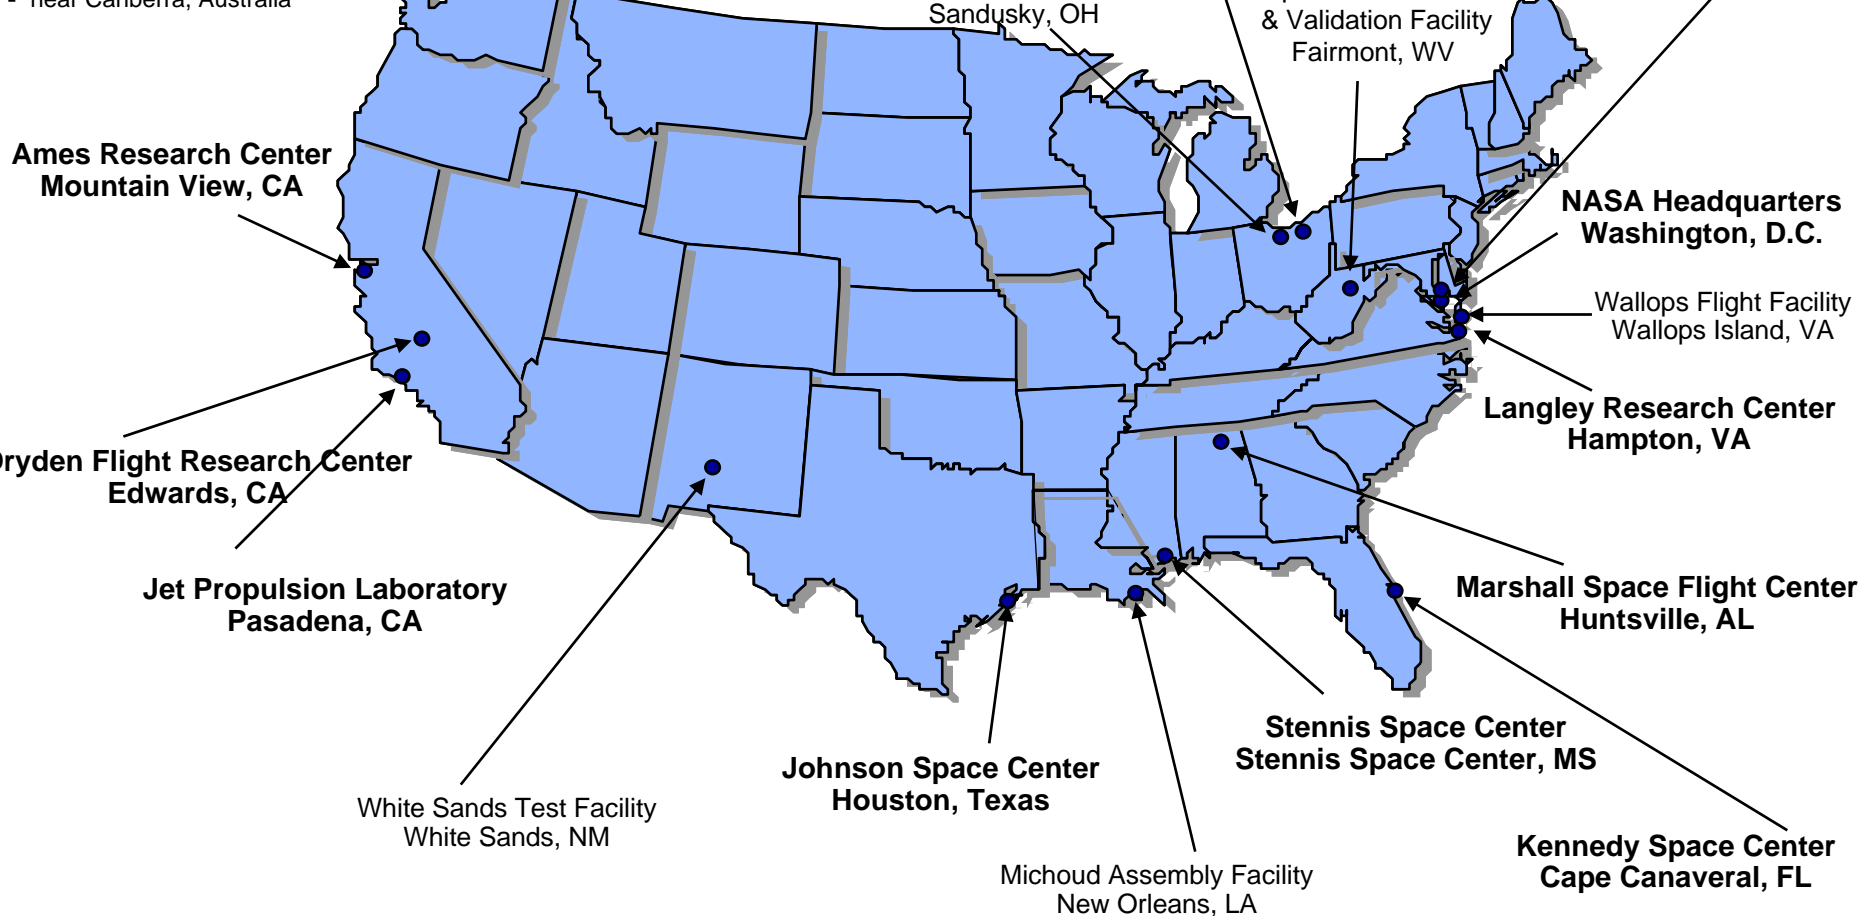 - near Canberra, Australia
Sandusky, OH
& Validation Facility
Fairmont, WV
Ames Research Center
Mountain View, CA
NASA Headquarters
Washington, D.C.
Wallops Flight Facility
Wallops Island, VA
Langley Research Center
Hampton, VA
Dryden Flight Research Center
Edwards, CA
Jet Propulsion Laboratory
Pasadena, CA
Marshall Space Flight Center
Huntsville, AL
Stennis Space Center
Stennis Space Center, MS
Johnson Space Center
Houston, Texas
White Sands Test Facility
White Sands, NM
Kennedy Space Center
Cape Canaveral, FL
Michoud Assembly Facility
New Orleans, LA